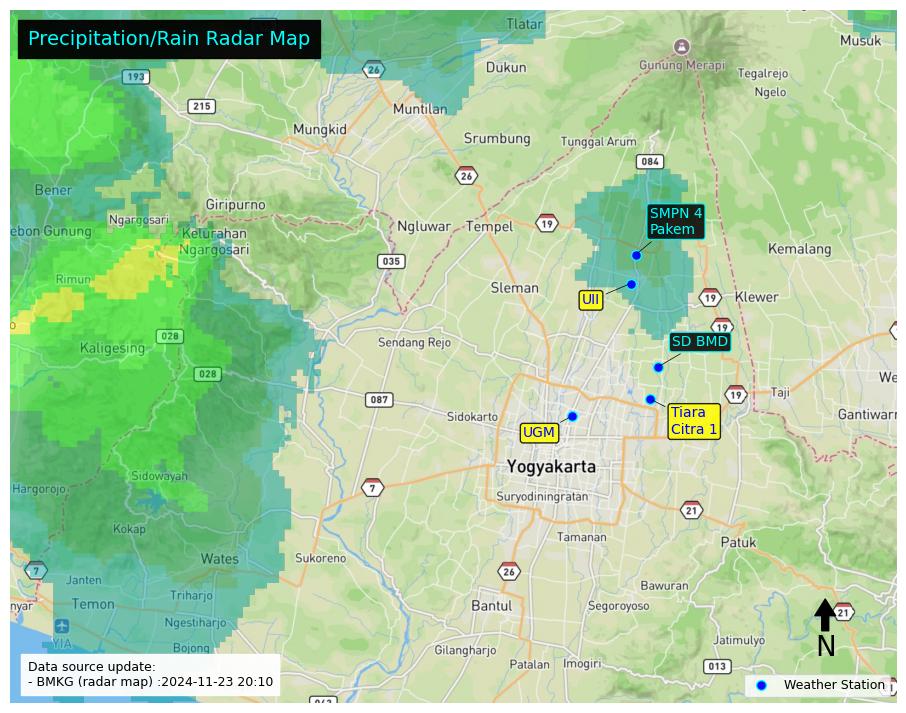 Precipitation/Rain Radar Map
Tlatar
Musuk
Gunung Merapi
26
Dukun
Tegalrejo
193
Ngelo
215
Muntilan
Mungkid
Srumbung
Tunggal Arum
084
26
Bener
Giripurno
SMPN 4
Pakem
Ngargosari
Ngluwar
Tempel
19
ebon Gunung
Kelurahan
Ngargosari
Kemalang
035
Rimun
Sleman
UII
19
Klewer
19
028
Kaligesing
Sendang Rejo
SD BMD
028
We
087
19
Taji
Sidokarto
Tiara
Citra 1
Gantiwarn
UGM
Yogyakarta
Sidowayah
Hargorojo
7
Suryodiningratan
21
Kokap
Tamanan
Patuk
Wates
Sukoreno
7
26
Janten
Bawuran
Triharjo
Temon
nyar
Bantul
Segoroyoso
21
Ngestiharjo
YIA
N
Bojong
Gilangharjo
Jatimulyo
Data source update:
- BMKG (radar map) :2024-11-23 20:10
Patalan
Imogiri
013
Weather Station